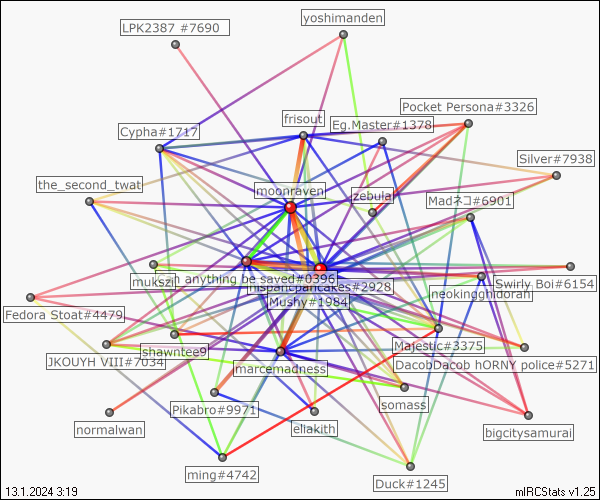 yoshimanden
LPK2387 #7690
Pocket Persona#3326
frisout
Eg.Master#1378
Cypha#1717
Silver#7938
the_second_twat
moonraven
zebulal
Madネコ#6901
mukszi
in anything be saved#0396
#2928
Swirly Boi#6154
neokingghidorah
Mushy#1984
Fedora Stoat#4479
Majestic#3375
shawntee9
JKOUYH VIII#7034
marcemadness
DacobDacob hORNY police#5271
somass
Pikabro#9971
normalwan
eliakith
bigcitysamurai
ming#4742
Duck#1245
13.1.2024 3:19
mIRCStats v1.25